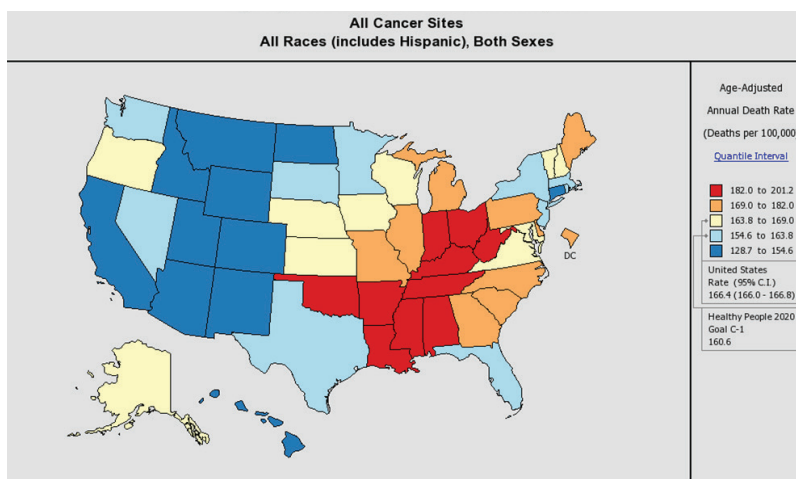 All Cancer Sites
All Races (includes Hispanic), Both Sexes
DC
Age-Adjusted
Annual Death Rate
(Deaths per 100,000)
Quantile Interval
182.0 to 201.2
169.0 to 182.0
163.8 to 169.0
154.6 to 163.8
128.7 to 154.6
United States
Rate (95% C.I.)
166.4 (166.0 - 166.8)
Healthy People 2020
Goal C-1
160.6